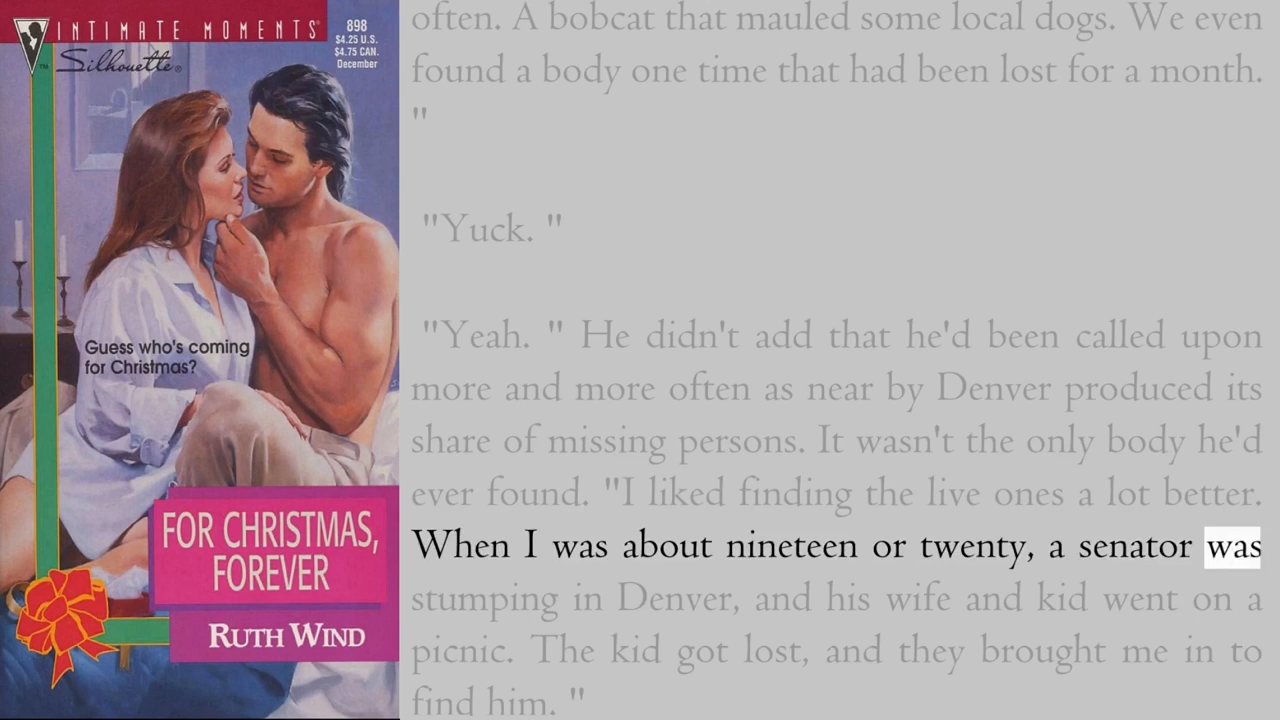 INTIMATE MOMENTS®
898
$4.25 U.S.
$4.75 CAN.
December
™ Silhouette®
Guess who's coming
for Christmas?
FOR CHRISTMAS,
FOREVER
RUTH WIND
often. A bobcat that mauled some local dogs. We even
found a body one time that had been lost for a month.
"
"Yuck. "
"Yeah. " He didn't add that he'd been called upon
more and more often as near by Denver produced its
share of missing persons. It wasn't the only body he'd
ever found. "I liked finding the live ones a lot better.
When I was about nineteen or twenty, a senator was
stumping in Denver, and his wife and kid went on a
picnic. The kid got lost, and they brought me in to
find him. "